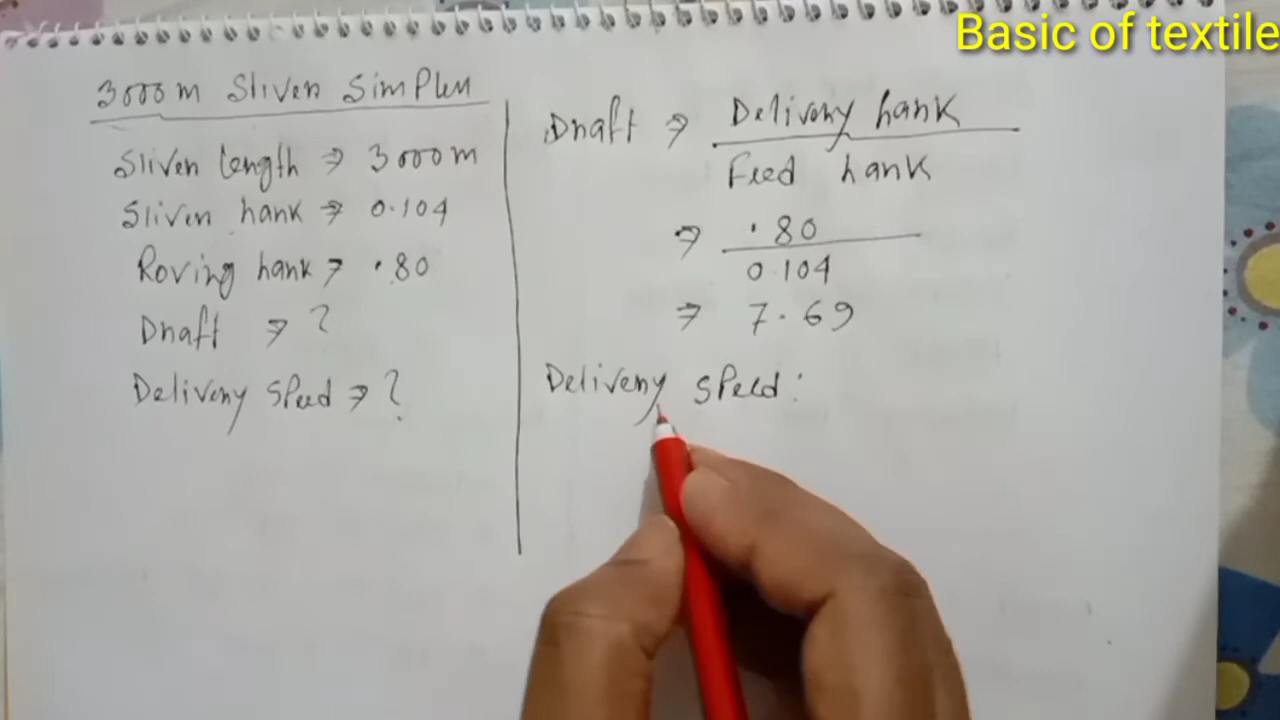 Basic of textile
3000m Sliver Simplex
Sliver length ⇒ 3000m
Sliver hank ⇒ 0.104
Roving hank ⇒ .80
Draft ⇒ ?
Delivery Speed ⇒ ?
Draft ⇒ Delivery hank
Feed hank
⇒ .80
0.104
⇒ 7.69
Delivery Speed: